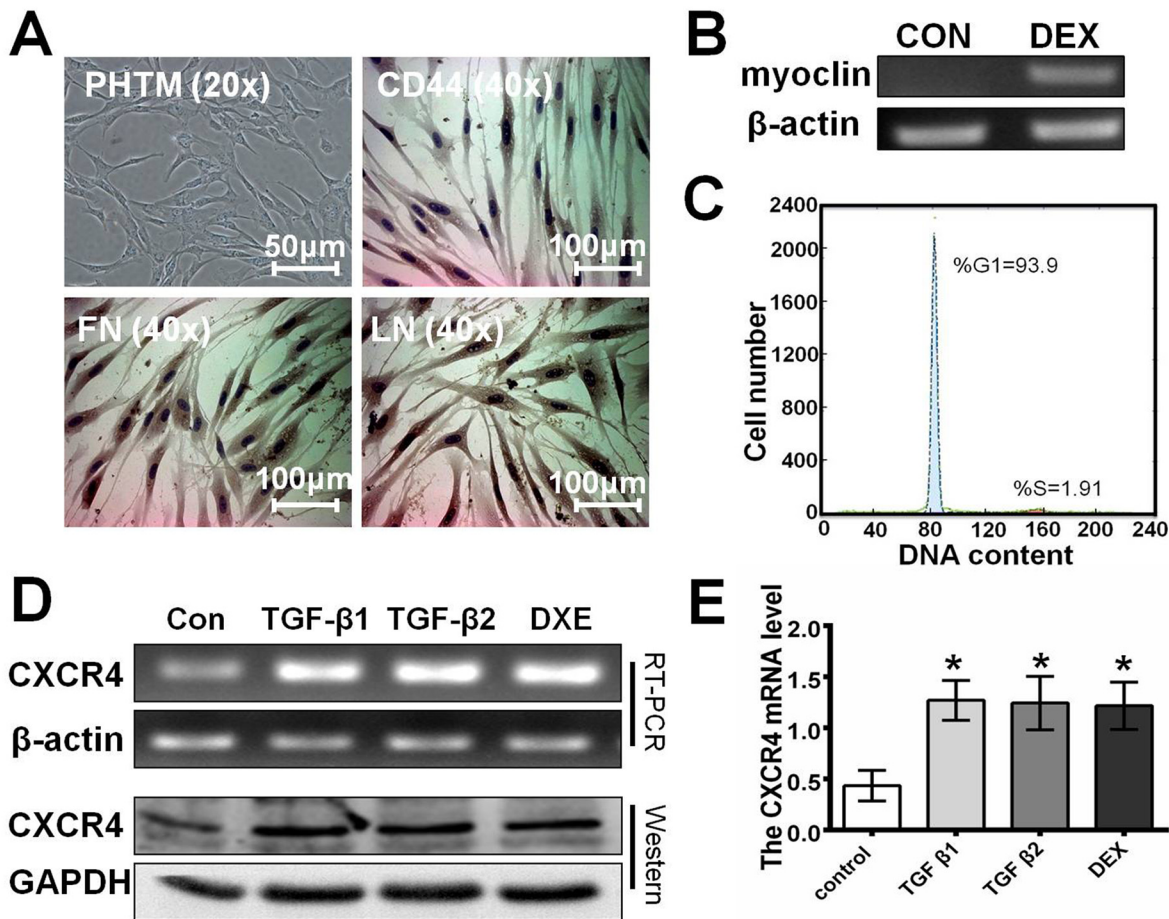 A
PHTM (20x)
50µm
CD44 (40x)
100µm
FN (40x)
100µm
LN (40x)
100µm
B
CON DEX
myoclin
β-actin
C
2400
2000
1600
1200
800
400
0
Cell number
%G1=93.9
%S=1.91
0 40 80 120 160 200 240
DNA content
D
Con TGF-β1 TGF-β2 DXE
CXCR4
β-actin
RT-PCR
CXCR4
GAPDH
Western
E
The CXCR4 mRNA level
2.0
1.5
1.0
0.5
0.0
* * *
control TGF β1 TGF β2 DEX